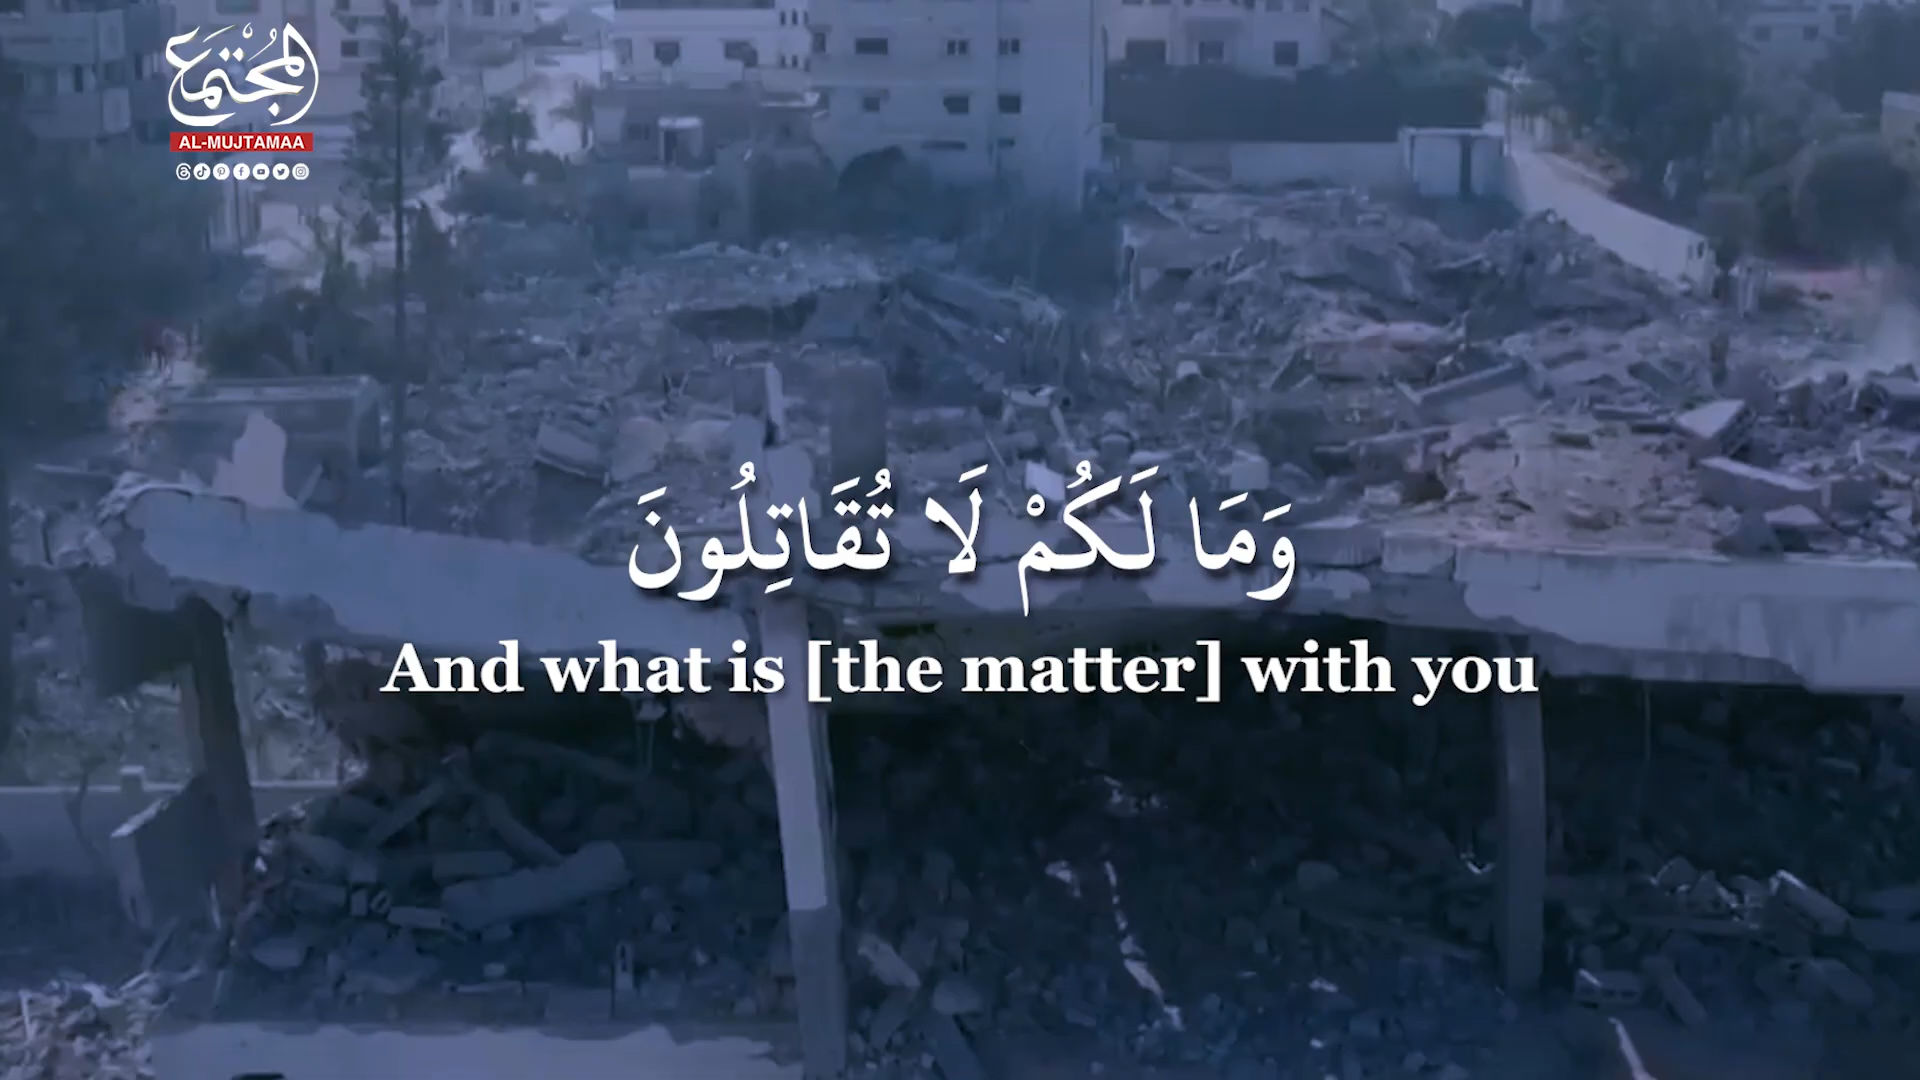 المجتمع
AL-MUJTAMAA
وَمَا لَكُمْ لَا تُقَاتِلُونَ
And what is [the matter] with you